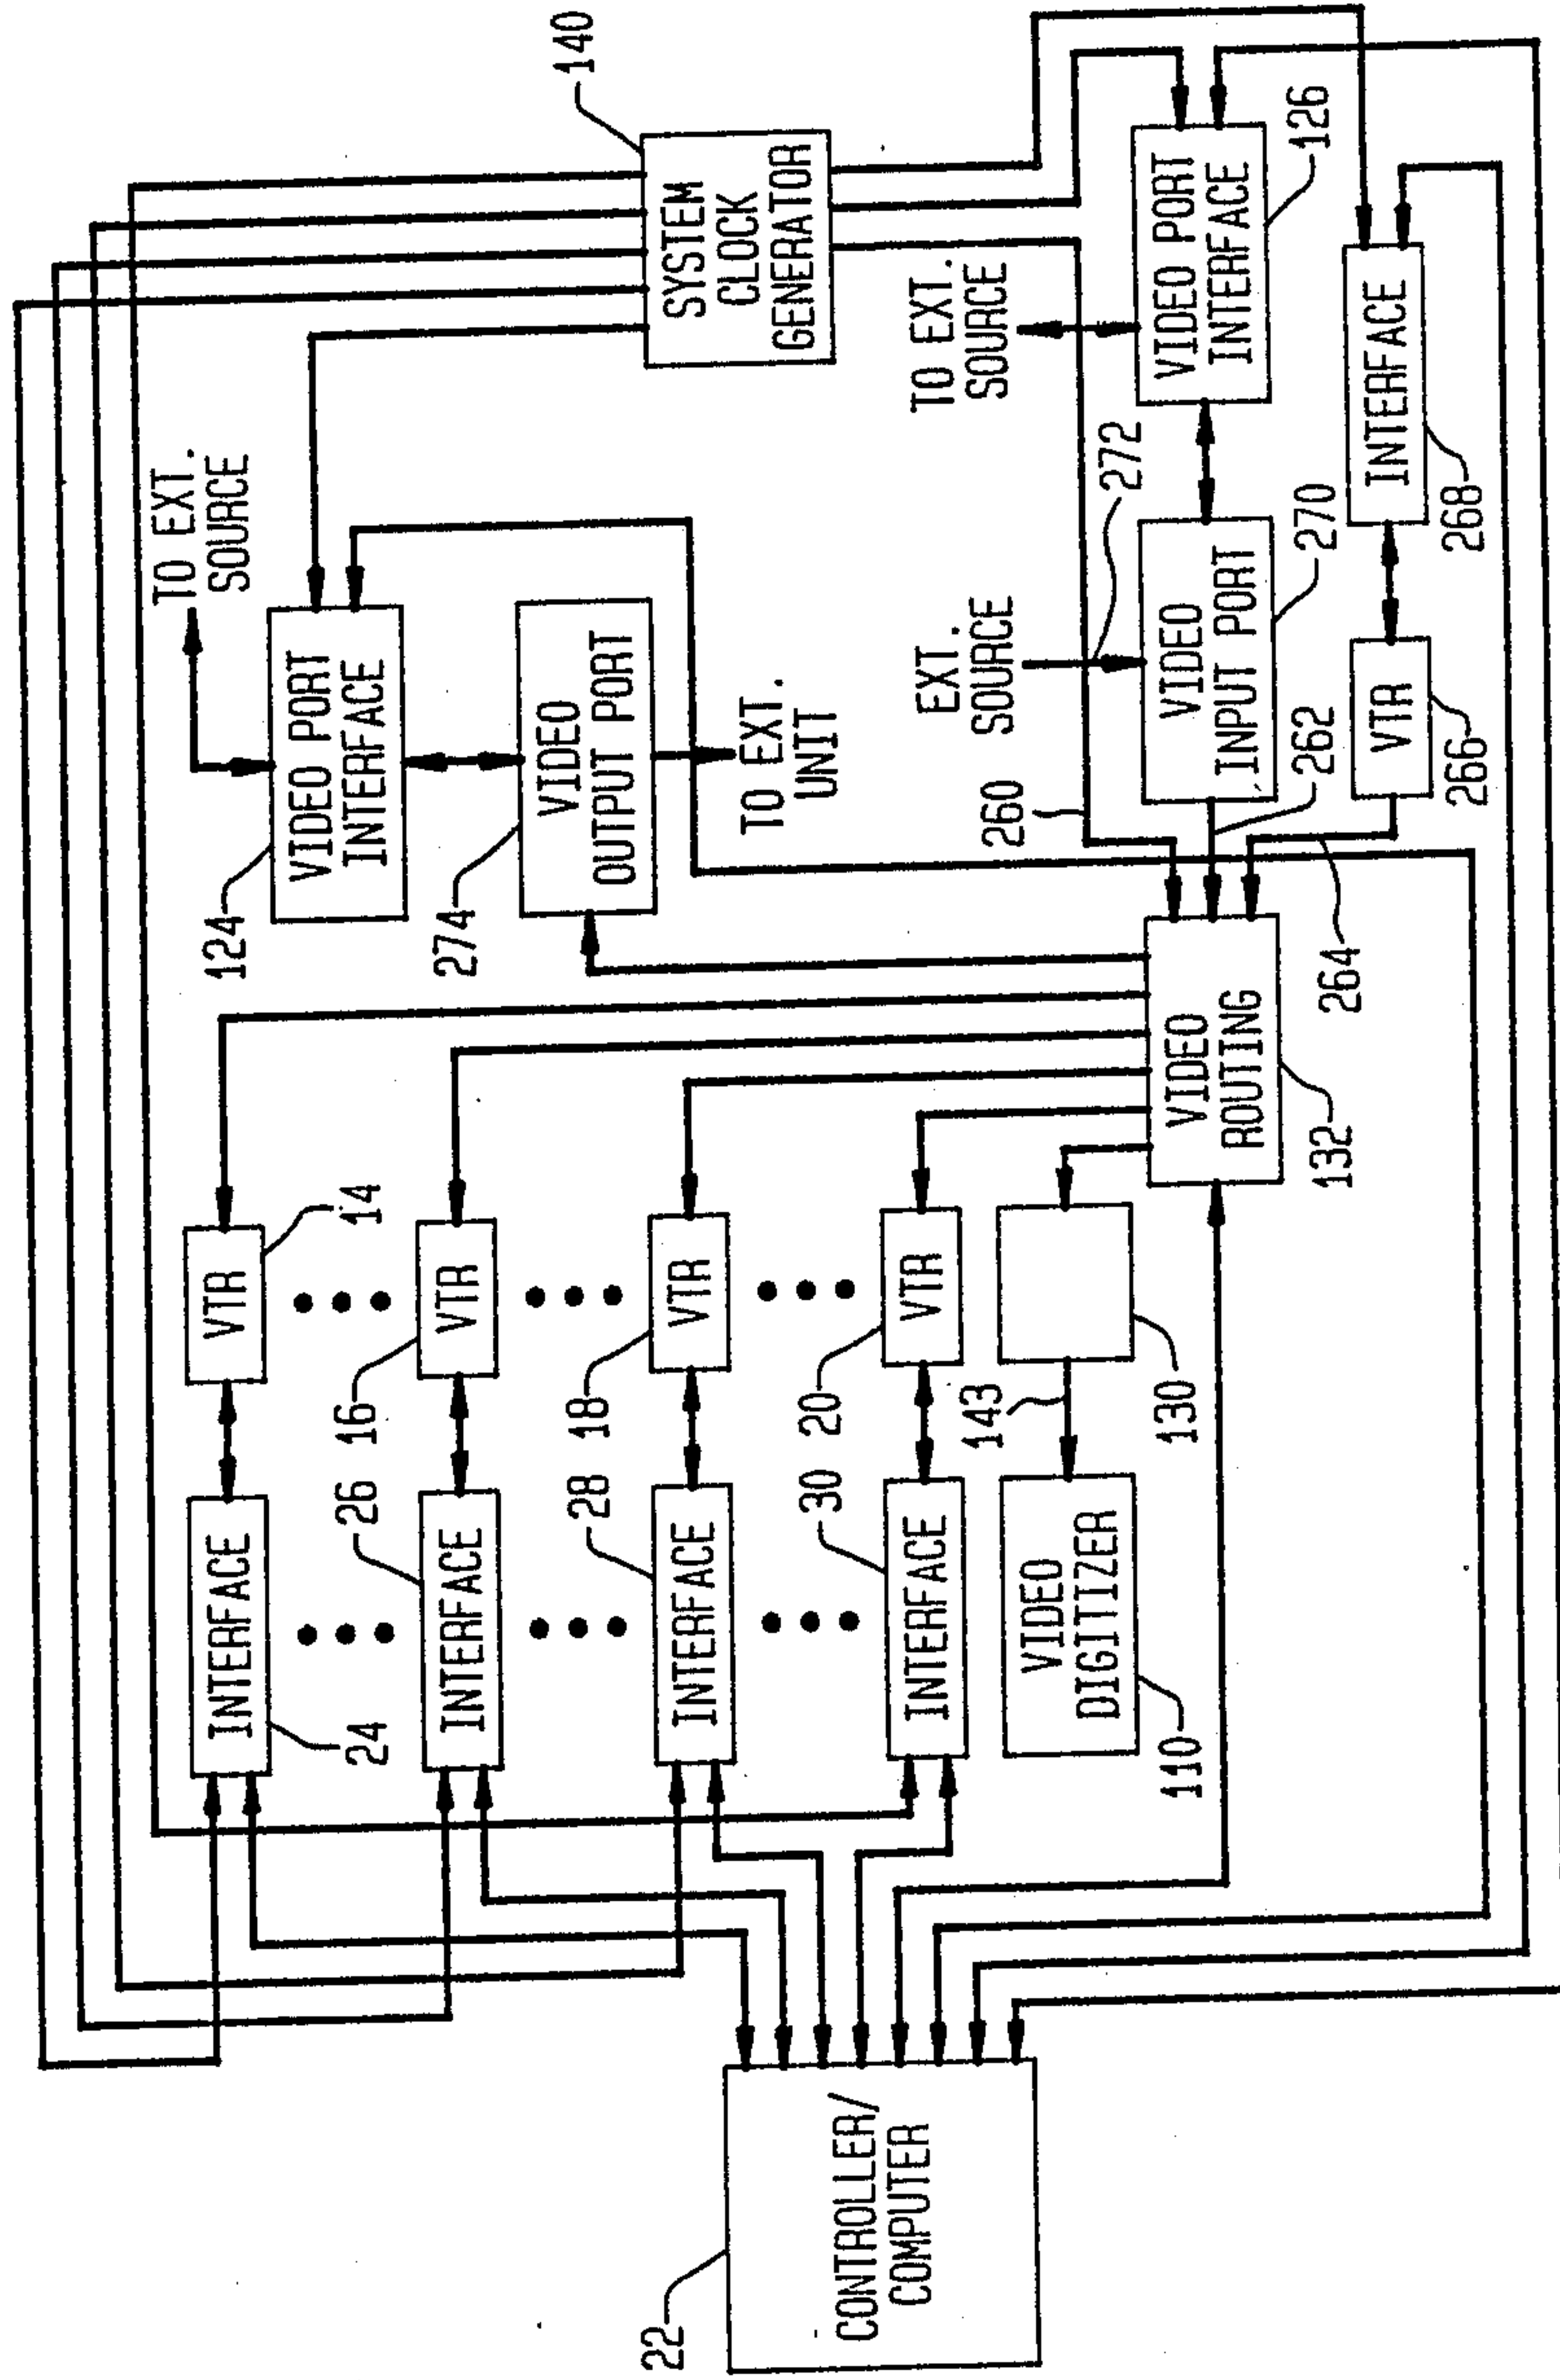 22
CONTROLLER/
COMPUTER
INTERFACE
24
VTR
14
26
INTERFACE
16
VTR
28
INTERFACE
18
VTR
30
INTERFACE
20
VTR
VIDEO
DIGITIZER
110
143
130
VIDEO
ROUTING
132
124
VIDEO PORT
INTERFACE
TO EXT.
SOURCE
274
VIDEO
OUTPUT PORT
TO EXT.
UNIT
140
SYSTEM
CLOCK
GENERATOR
TO EXT.
SOURCE
EXT.
SOURCE
272
260
VIDEO
INPUT PORT
270
262
VIDEO PORT
INTERFACE
126
264
VTR
266
INTERFACE
268